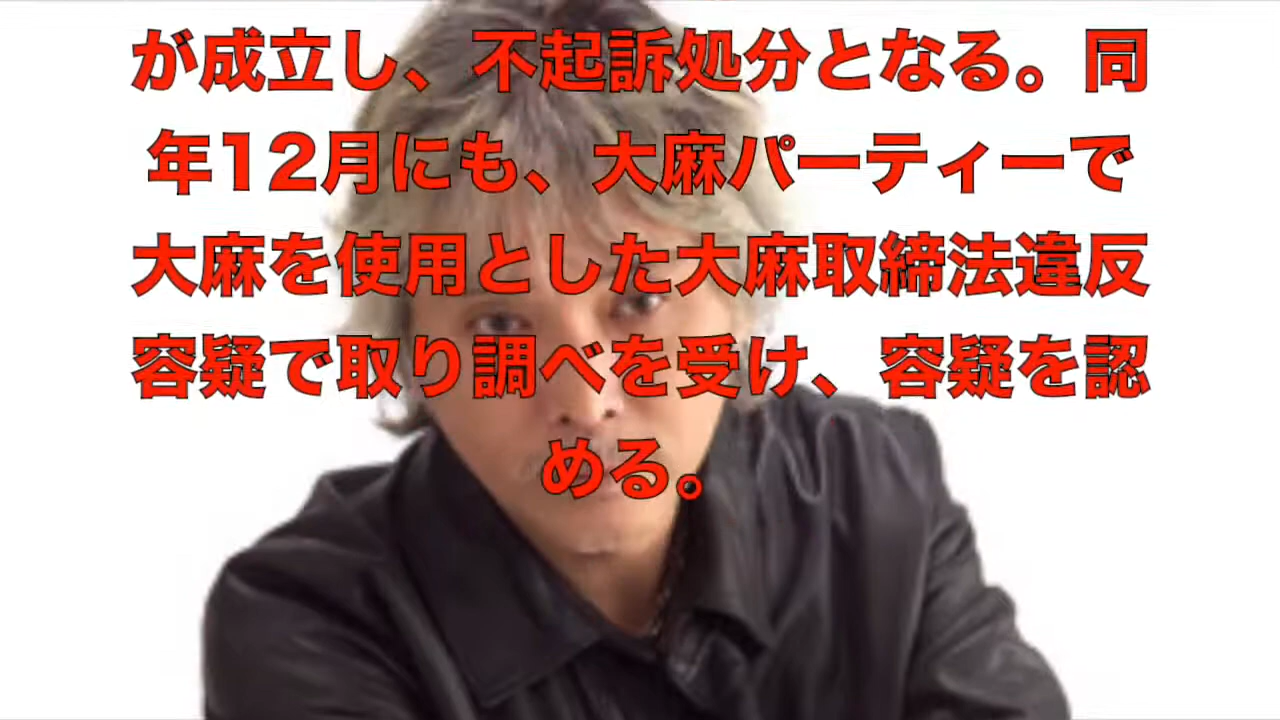 が成立し、不起訴処分となる。同
年12月にも、大麻パーティーで
大麻を使用とした大麻取締法違反
容疑で取り調べを受け、容疑を認
める。